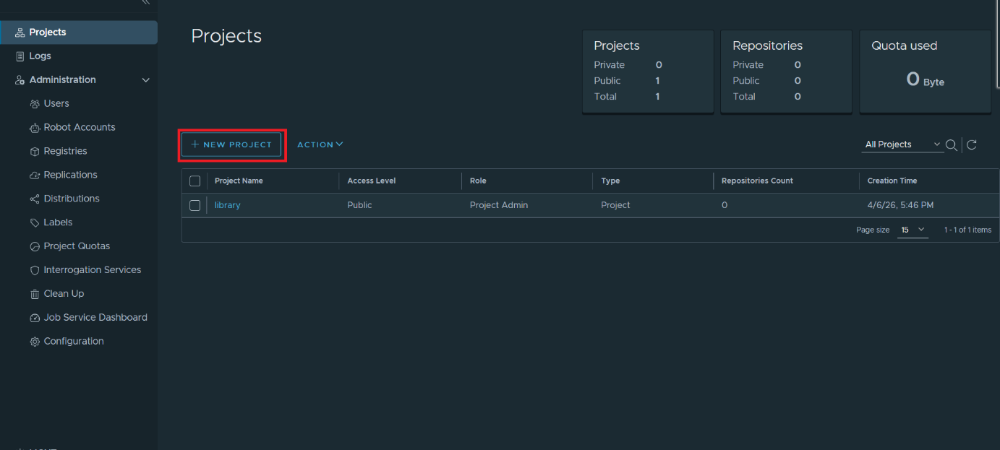 Projects
Logs
Administration
Users
Robot Accounts
Registries
Replications
Distributions
Labels
Project Quotas
Interrogation Services
Clean Up
Job Service Dashboard
Configuration
Projects
Projects
Private 0
Public 1
Total 1
Repositories
Private 0
Public 0
Total 0
Quota used
0 Byte
+ NEW PROJECT
ACTION
All Projects
Project Name Access Level Role Type Repositories Count Creation Time
library Public Project Admin Project 0 4/6/26, 5:46 PM
Page size 15 1 - 1 of 1 items